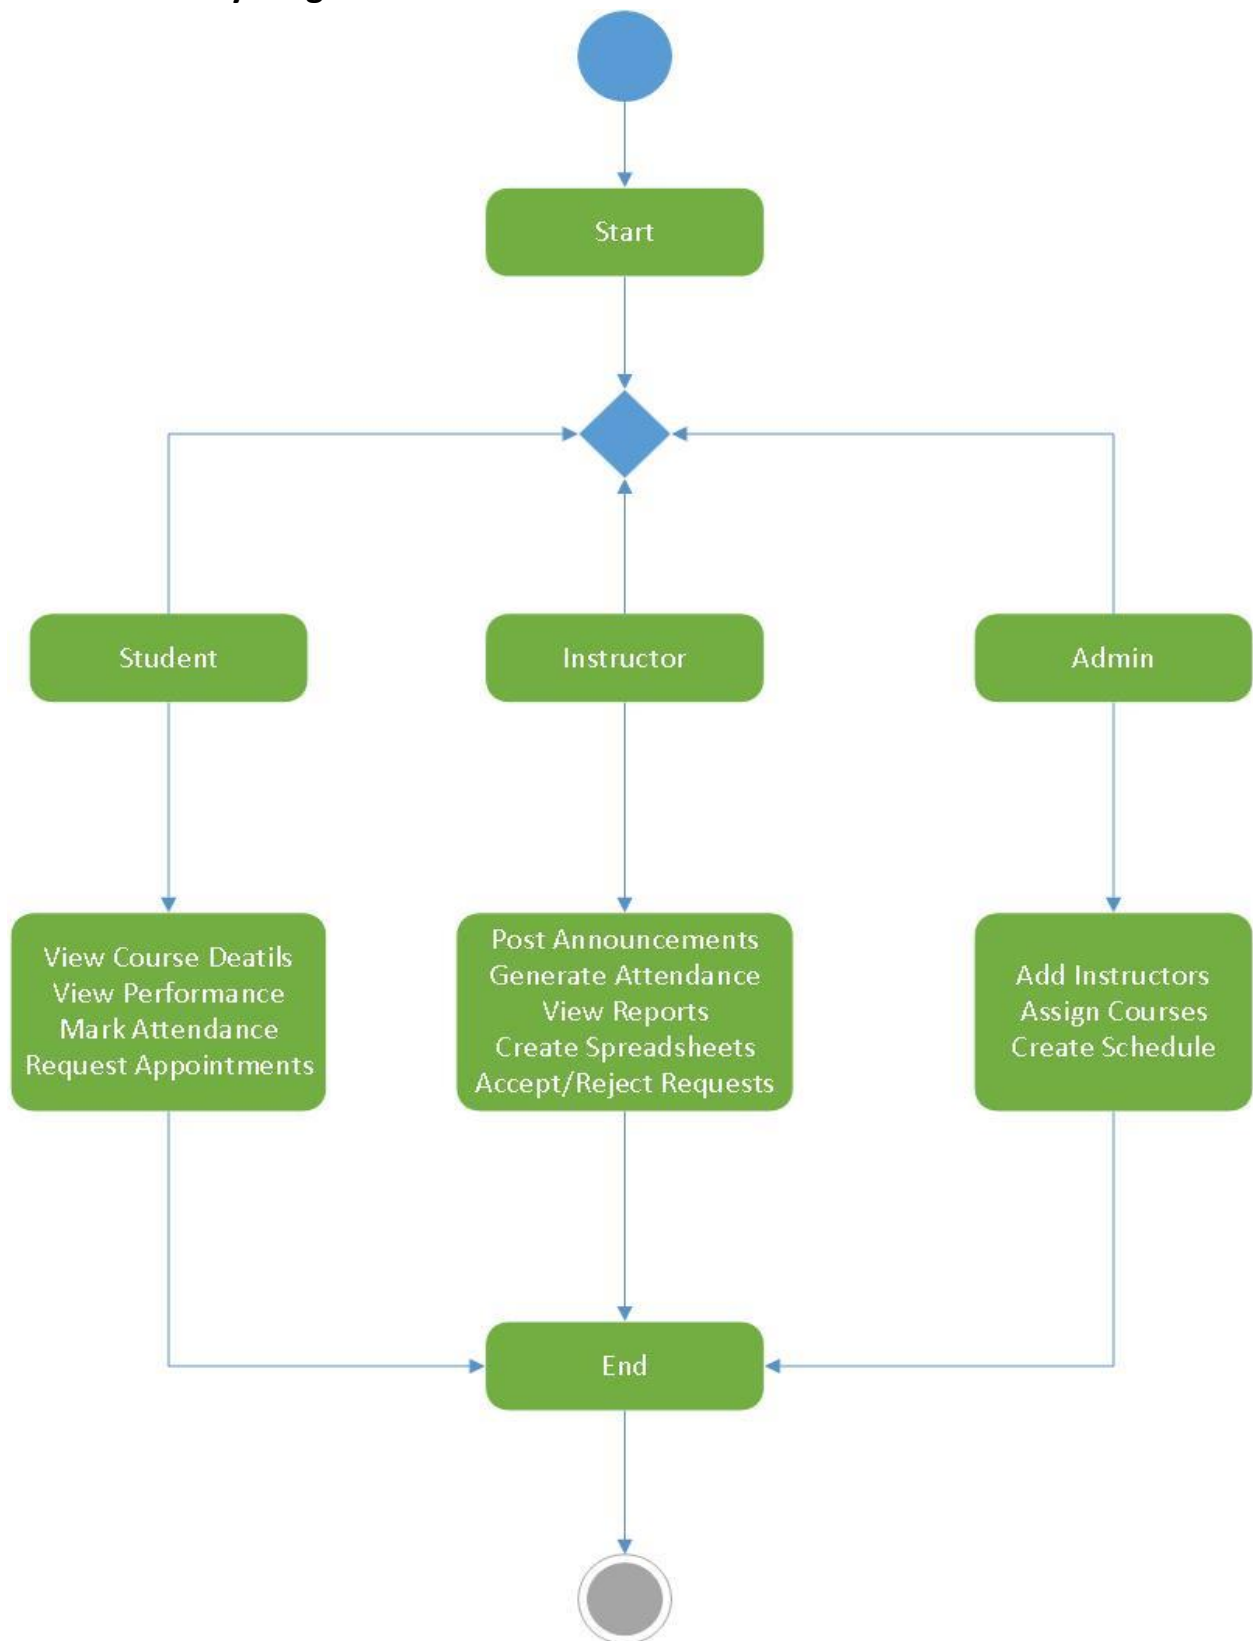 Start
Student
Instructor
Admin
View Course Deatils
View Performance
Mark Attendance
Request Appointments
Post Announcements
Generate Attendance
View Reports
Create Spreadsheets
Accept/Reject Requests
Add Instructors
Assign Courses
Create Schedule
End